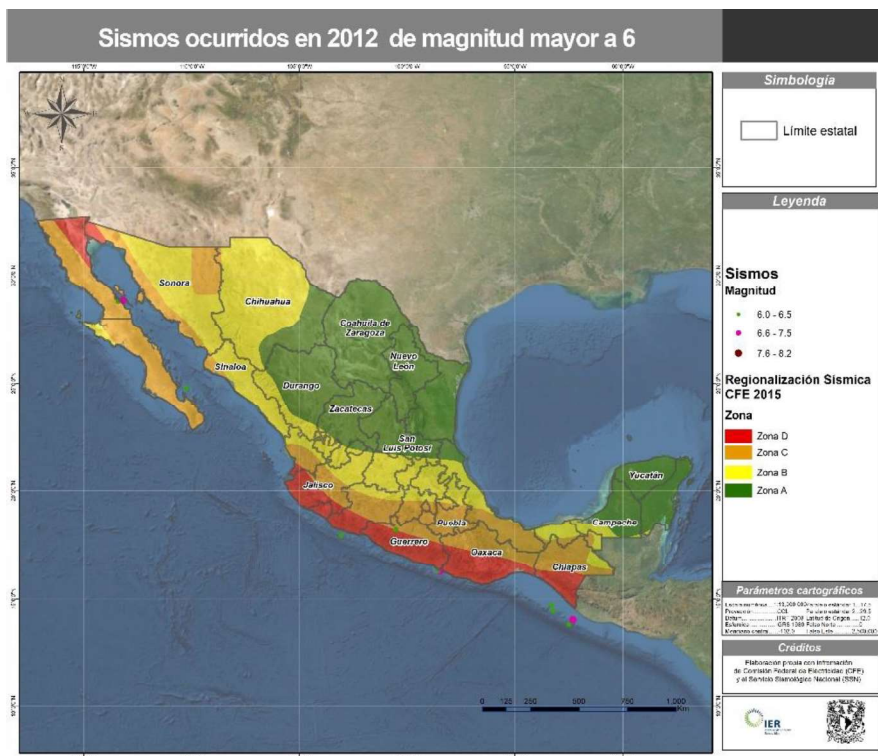 Sismos ocurridos en 2012 de magnitud mayor a 6
Simbología
Límite estatal
Leyenda
Sismos
Magnitud
6.0 - 6.5
6.6 - 7.5
7.6 - 8.2
Regionalización Sísmica
CFE 2015
Zona
Zona D
Zona C
Zona B
Zona A
Sonora
Chihuahua
Coahuila de
Zaragoza
Nuevo
León
Sinaloa
Durango
Zacatecas
San
Luis Potosí
Jalisco
Puebla
Guerrero
Oaxaca
Chiapas
Campeche
Yucatán
0 125 250 500 750 1,000
Km
Parámetros cartográficos
Créditos
Elaboración propia con información
de Comisión Federal de Electricidad (CFE)
y el Servicio Sismológico Nacional (SSN)
IER